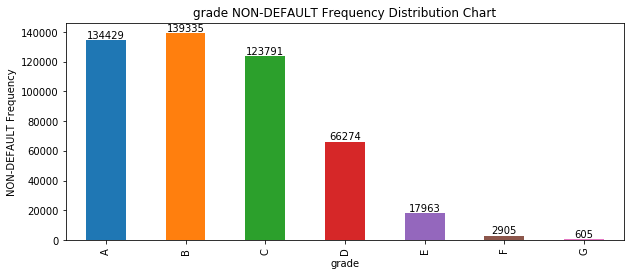 grade NON-DEFAULT Frequency Distribution Chart
NON-DEFAULT Frequency
140000
120000
100000
80000
60000
40000
20000
0
134429
139335
123791
66274
17963
2905
605
A
B
C
D
E
F
G
grade